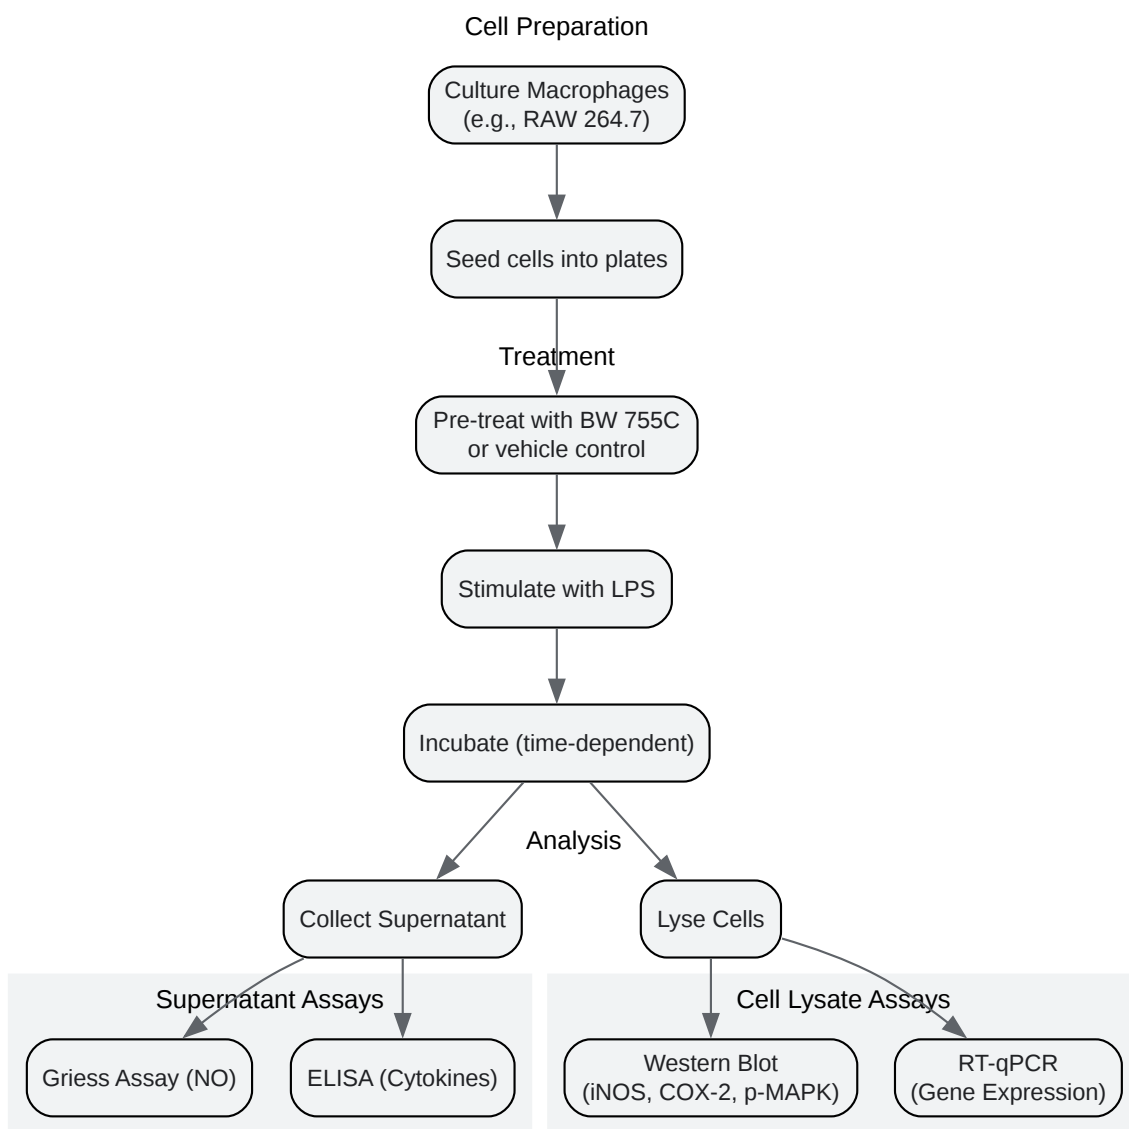 Cell Preparation
Culture Macrophages
(e.g., RAW 264.7)
Seed cells into plates
Treatment
Pre-treat with BW 755C
or vehicle control
Stimulate with LPS
Incubate (time-dependent)
Analysis
Collect Supernatant
Lyse Cells
Supernatant Assays
Cell Lysate Assays
Griess Assay (NO)
ELISA (Cytokines)
Western Blot
(iNOS, COX-2, p-MAPK)
RT-qPCR
(Gene Expression)